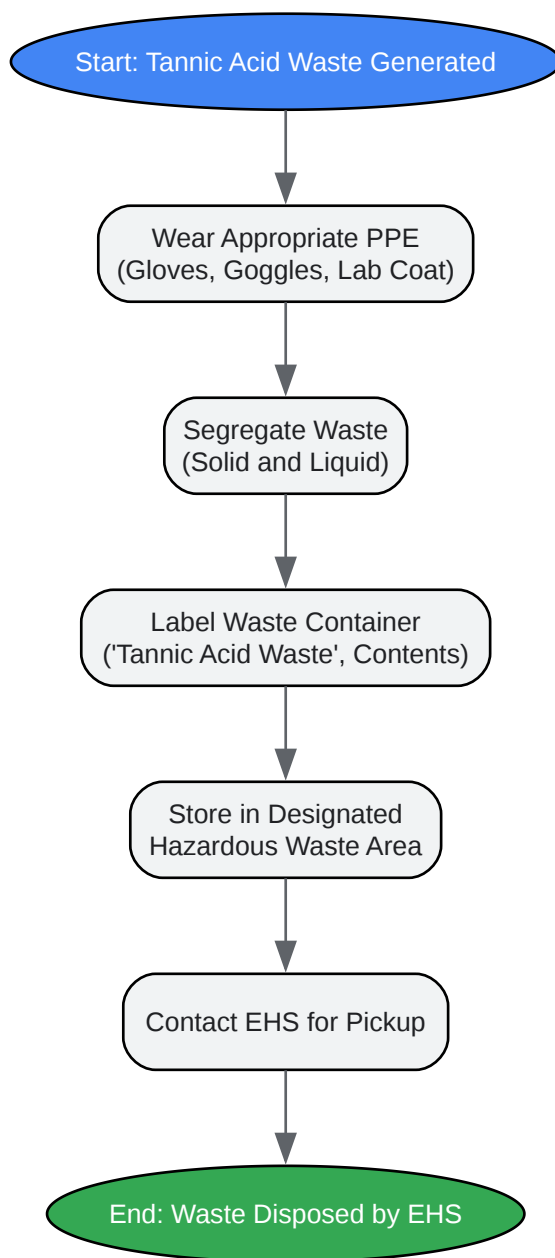 Start: Tannic Acid Waste Generated
Wear Appropriate PPE
(Gloves, Goggles, Lab Coat)
Segregate Waste
(Solid and Liquid)
Label Waste Container
('Tannic Acid Waste', Contents)
Store in Designated
Hazardous Waste Area
Contact EHS for Pickup
End: Waste Disposed by EHS